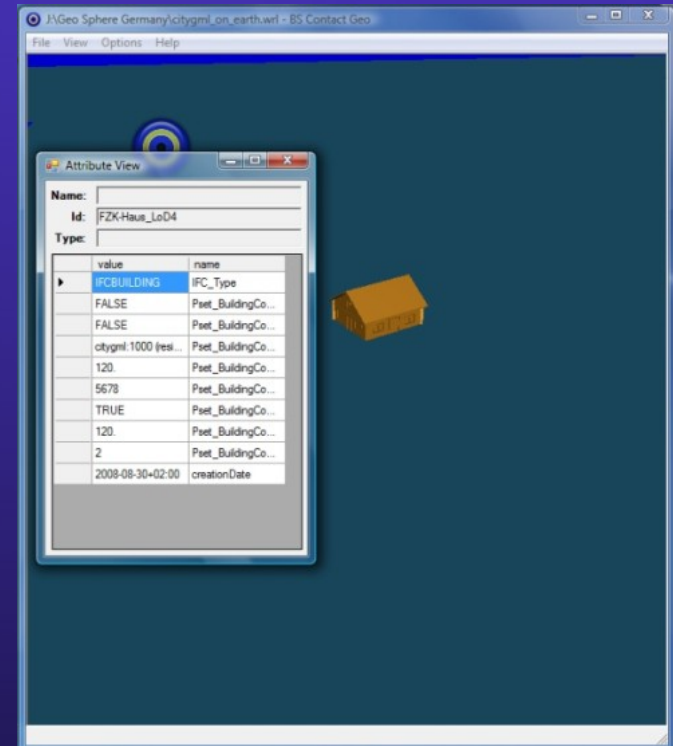 J:\Geo Sphere Germany\citygml_on_earth.wrl - BS Contact Geo
File View Options Help
Attribute View
Name:
Id: FZK-Haus_LoD4
Type:
value name
IFCBUILDING IFC_Type
FALSE Pset_BuildingCo...
FALSE Pset_BuildingCo...
citygml:1000 (resi... Pset_BuildingCo...
120. Pset_BuildingCo...
5678 Pset_BuildingCo...
TRUE Pset_BuildingCo...
120. Pset_BuildingCo...
2 Pset_BuildingCo...
2008-08-30+02:00 creationDate